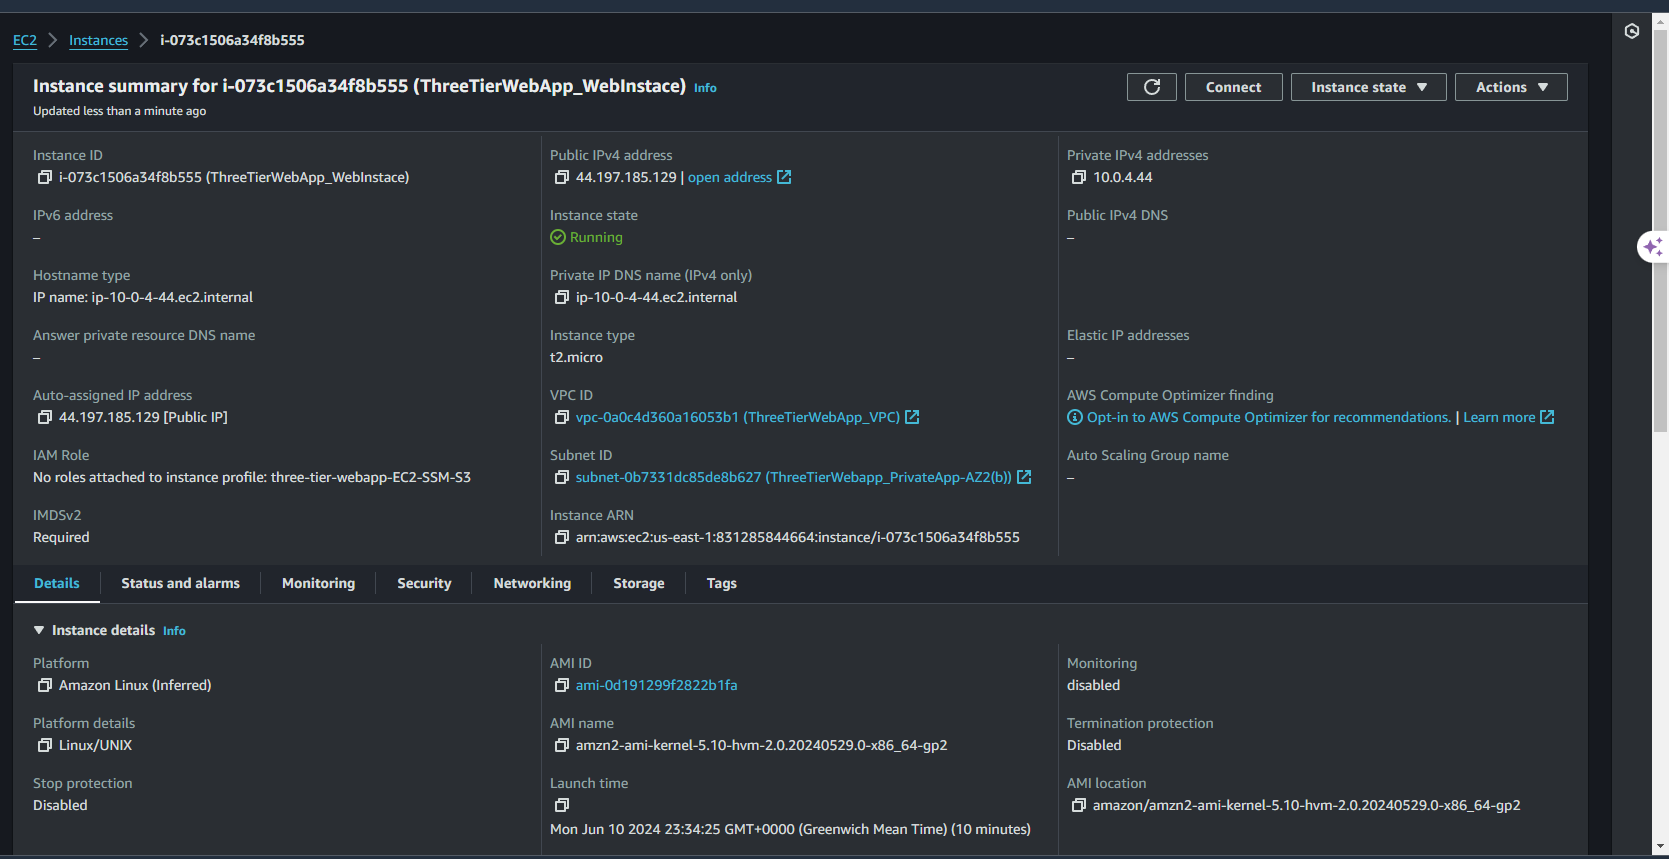 EC2 > Instances > i-073c1506a34f8b555
Instance summary for i-073c1506a34f8b555 (ThreeTierWebApp_WebInstace) Info
Updated less than a minute ago
Connect
Instance state
Actions
Instance ID
i-073c1506a34f8b555 (ThreeTierWebApp_WebInstace)
Public IPv4 address
44.197.185.129 | open address
Private IPv4 addresses
10.0.4.44
IPv6 address
–
Instance state
Running
Public IPv4 DNS
–
Hostname type
IP name: ip-10-0-4-44.ec2.internal
Private IP DNS name (IPv4 only)
ip-10-0-4-44.ec2.internal
Answer private resource DNS name
–
Instance type
t2.micro
Elastic IP addresses
–
Auto-assigned IP address
44.197.185.129 [Public IP]
VPC ID
vpc-0a0c4d360a16053b1 (ThreeTierWebApp_VPC)
AWS Compute Optimizer finding
Opt-in to AWS Compute Optimizer for recommendations. | Learn more
IAM Role
No roles attached to instance profile: three-tier-webapp-EC2-SSM-S3
Subnet ID
subnet-0b7331dc85de8b627 (ThreeTierWebapp_PrivateApp-AZ2(b))
Auto Scaling Group name
–
IMDSv2
Required
Instance ARN
arn:aws:ec2:us-east-1:831285844664:instance/i-073c1506a34f8b555
Details
Status and alarms
Monitoring
Security
Networking
Storage
Tags
Instance details Info
Platform
Amazon Linux (Inferred)
AMI ID
ami-0d191299f2822b1fa
Monitoring
disabled
Platform details
Linux/UNIX
AMI name
amzn2-ami-kernel-5.10-hvm-2.0.20240529.0-x86_64-gp2
Termination protection
Disabled
Stop protection
Disabled
Launch time
Mon Jun 10 2024 23:34:25 GMT+0000 (Greenwich Mean Time) (10 minutes)
AMI location
amazon/amzn2-ami-kernel-5.10-hvm-2.0.20240529.0-x86_64-gp2